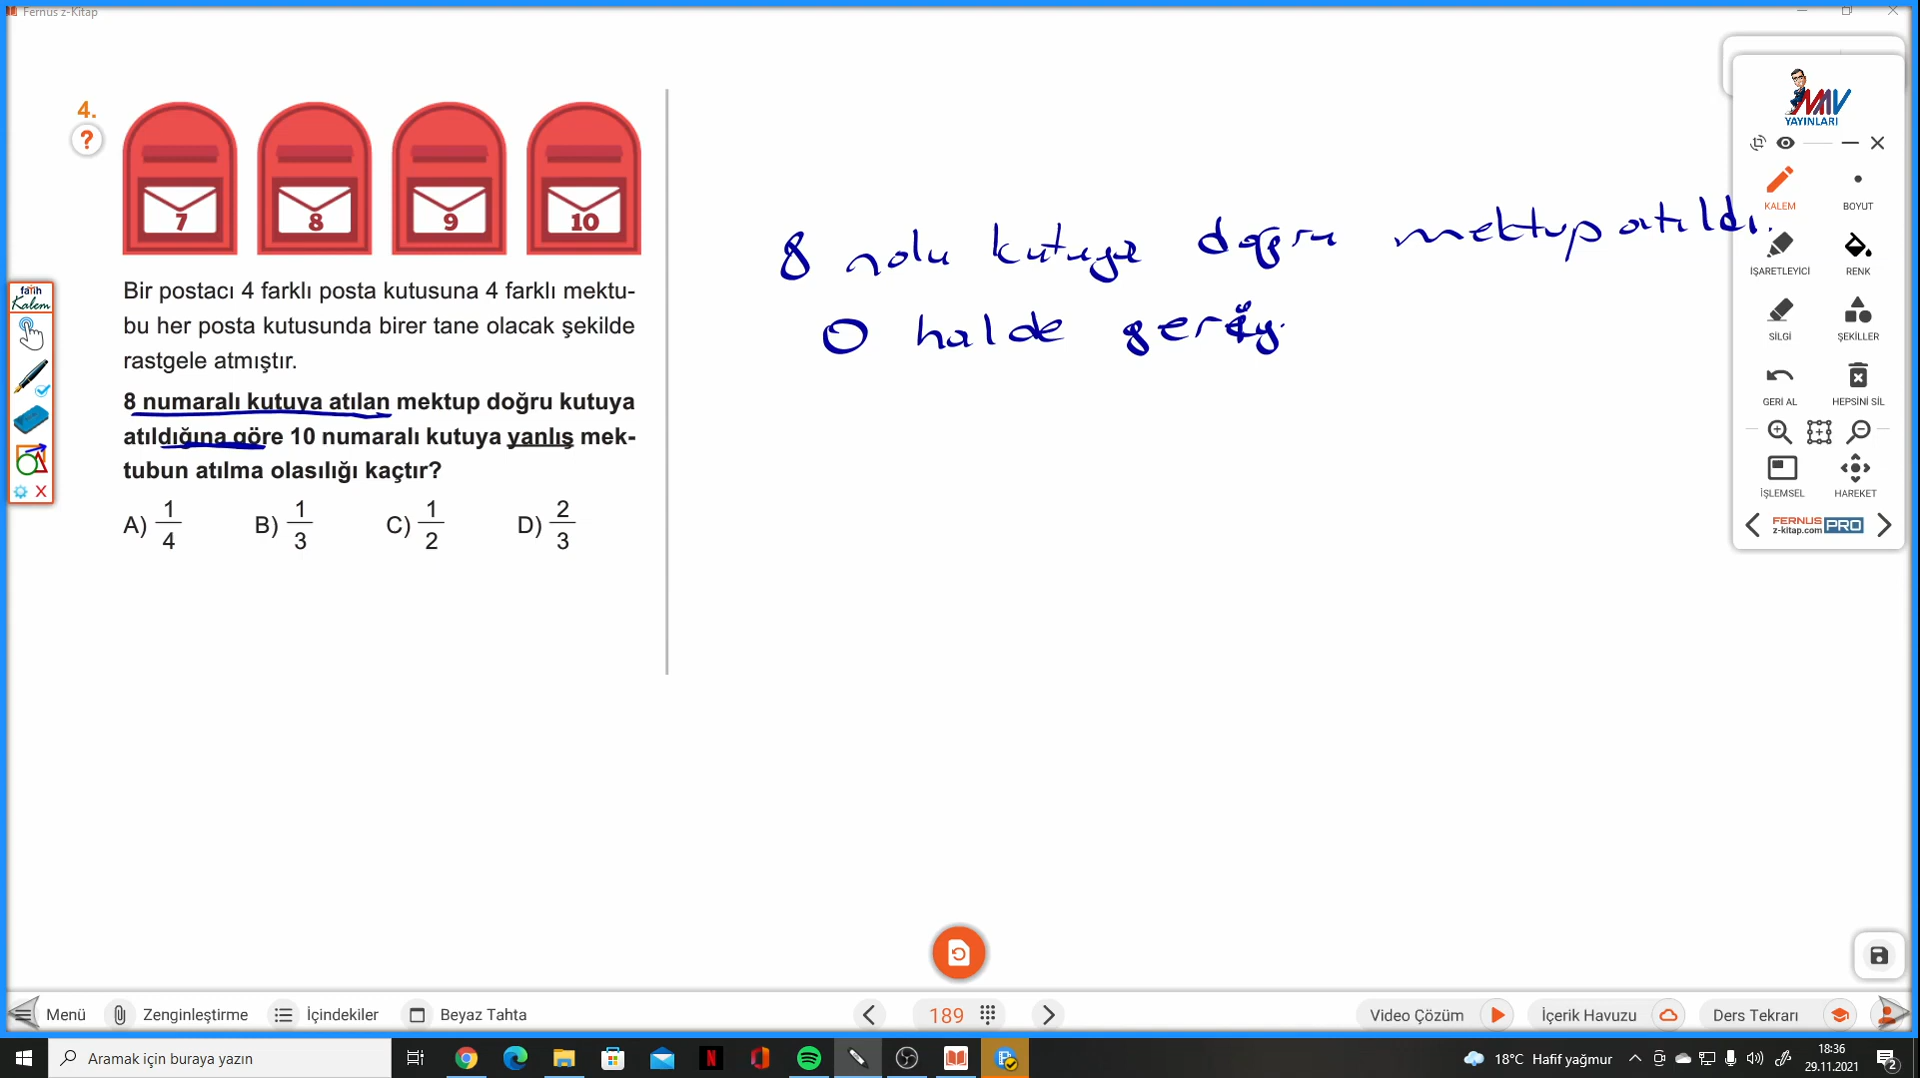 Fernus z-Kitap
4.
?
7
8
9
10
Bir postacı 4 farklı posta kutusuna 4 farklı mektu-
bu her posta kutusunda birer tane olacak şekilde
rastgele atmıştır.
8 numaralı kutuya atılan mektup doğru kutuya
atıldığına göre 10 numaralı kutuya yanlış mek-
tubun atılma olasılığı kaçtır?
A) 1/4 B) 1/3 C) 1/2 D) 2/3
8 nolu kutuya doğru mektup atıldı.
O halde geriy
fatih
Kalem
X
MAV
YAYINLARI
KALEM
BOYUT
İŞARETLEYİCİ
RENK
SİLGİ
ŞEKİLLER
GERİ AL
HEPSİNİ SİL
İŞLEMSEL
HAREKET
FERNUS
z-kitap.com PRO
Menü
Zenginleştirme
İçindekiler
Beyaz Tahta
189
Video Çözüm
İçerik Havuzu
Ders Tekrarı
Aramak için buraya yazın
18°C Hafif yağmur
18:36
29.11.2021
2